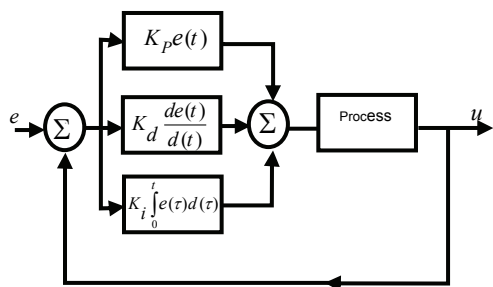 K_P e(t)
e
Σ
K_d de(t)/d(t)
Σ
Process
u
K_i ∫_0^t e(τ)d(τ)